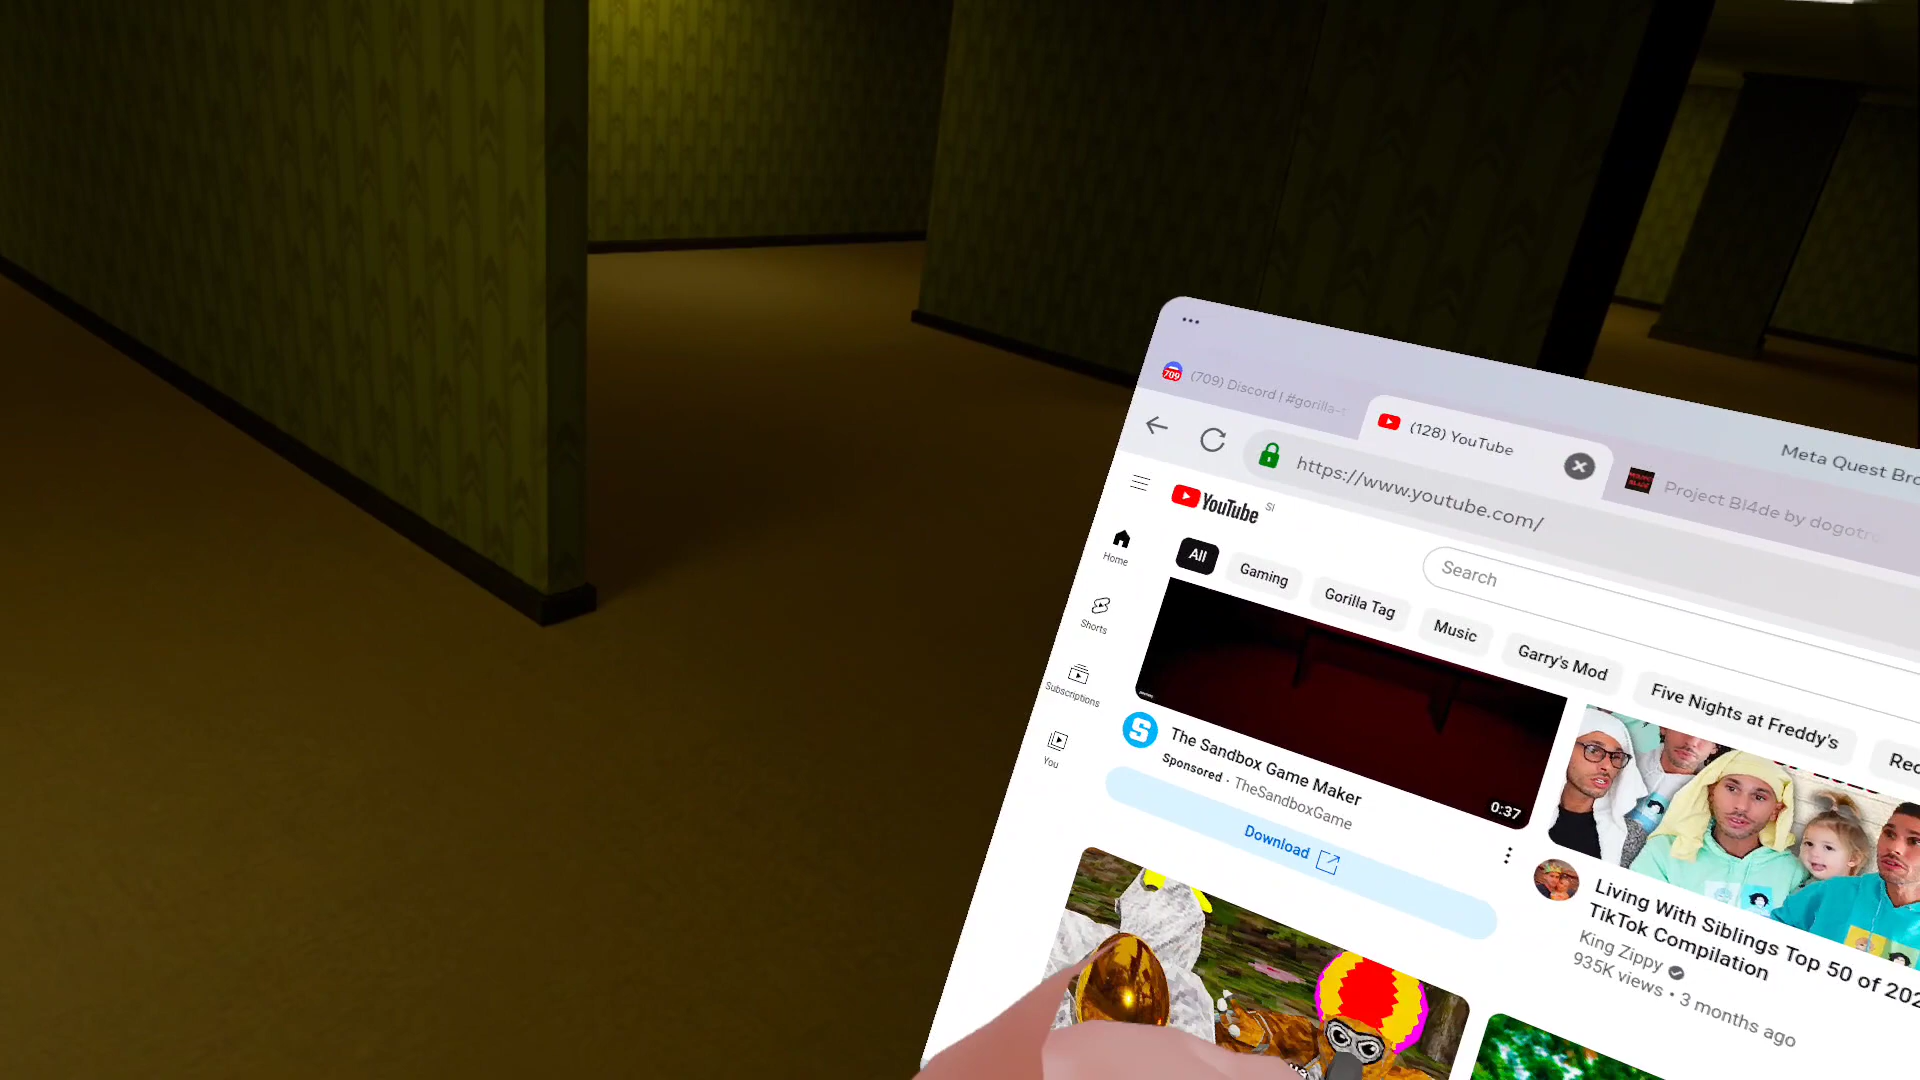 (709) Discord | #gorilla-
(128) YouTube
Project Bl4de by dogotr
Meta Quest Bro
https://www.youtube.com/
YouTube SI
Search
Home
Shorts
Subscriptions
You
All
Gaming
Gorilla Tag
Music
Garry's Mod
Five Nights at Freddy's
Rec
0:37
S
The Sandbox Game Maker
Sponsored · TheSandboxGame
Download
Living With Siblings Top 50 of 202
TikTok Compilation
King Zippy
935K views • 3 months ago